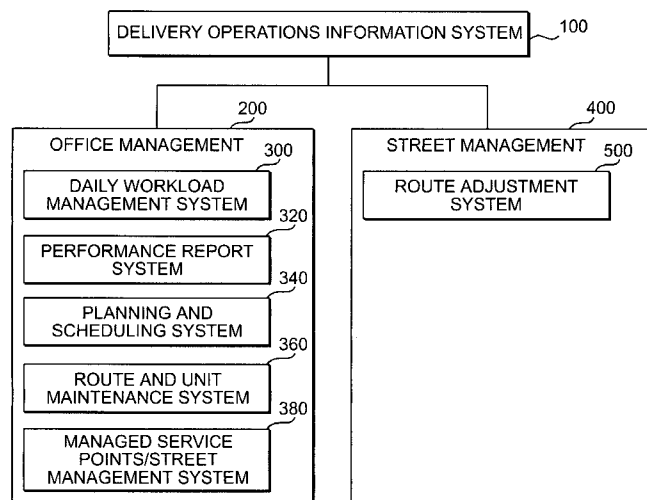 DELIVERY OPERATIONS INFORMATION SYSTEM
100
200
OFFICE MANAGEMENT
300
DAILY WORKLOAD
MANAGEMENT SYSTEM
320
PERFORMANCE REPORT
SYSTEM
340
PLANNING AND
SCHEDULING SYSTEM
360
ROUTE AND UNIT
MAINTENANCE SYSTEM
380
MANAGED SERVICE
POINTS/STREET
MANAGEMENT SYSTEM
400
STREET MANAGEMENT
500
ROUTE ADJUSTMENT
SYSTEM